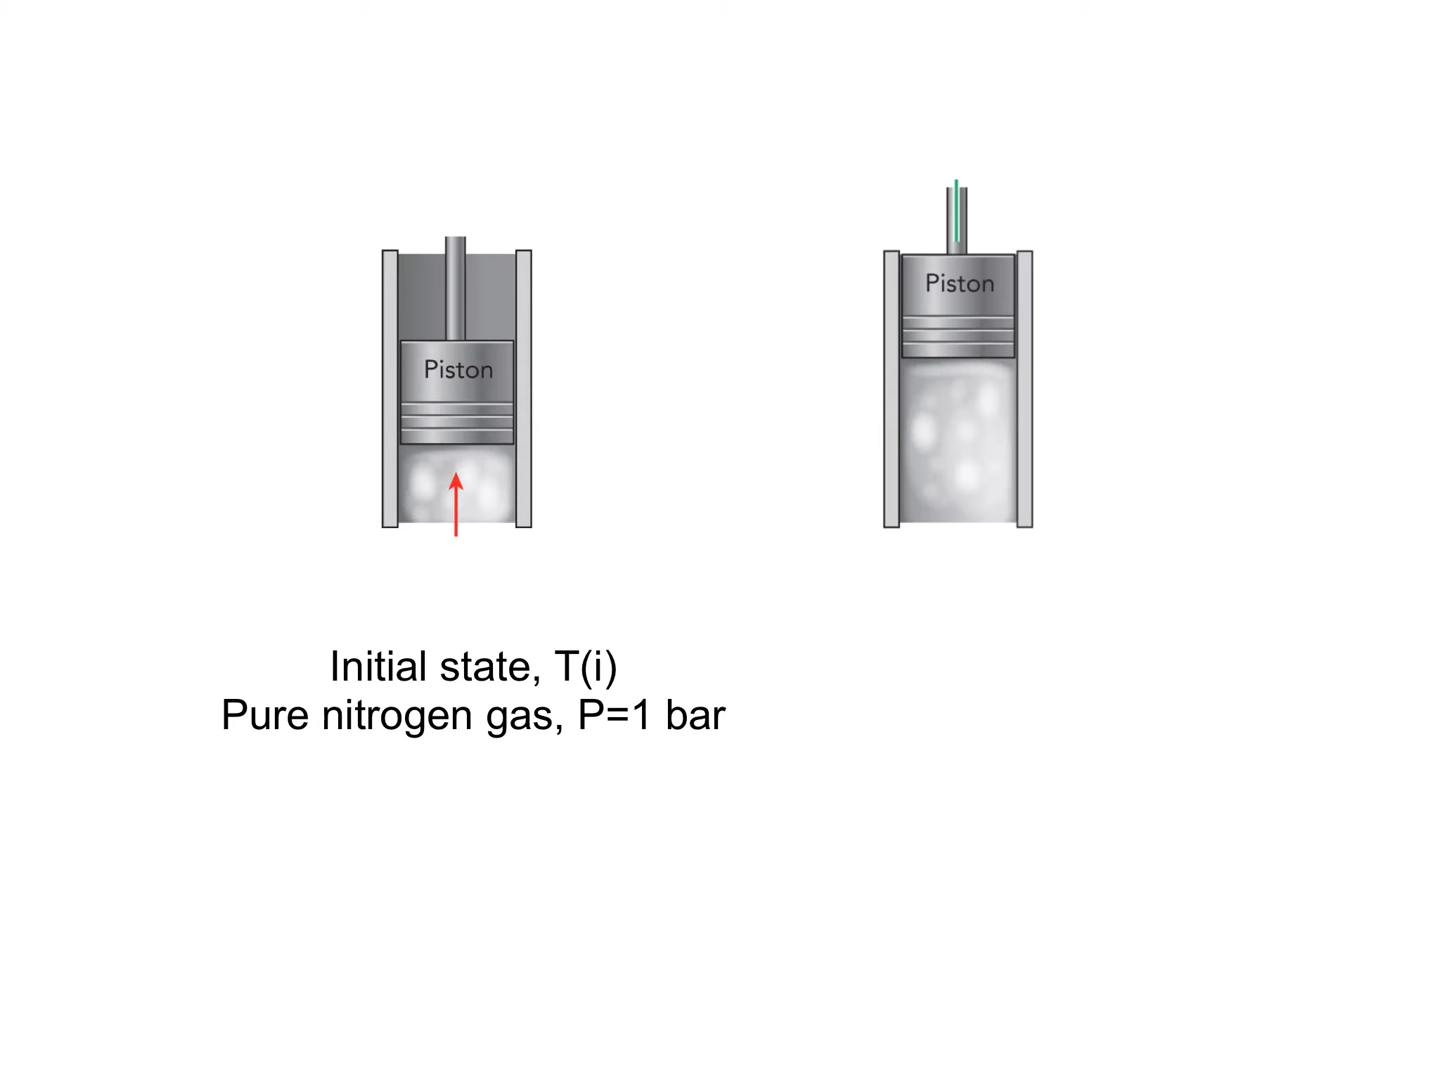 Piston
Piston
Initial state, T(i)
Pure nitrogen gas, P=1 bar